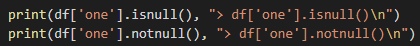 print(df['one'].isnull(), "> df['one'].isnull()\n")
print(df['one'].notnull(), "> df['one'].notnull()\n")